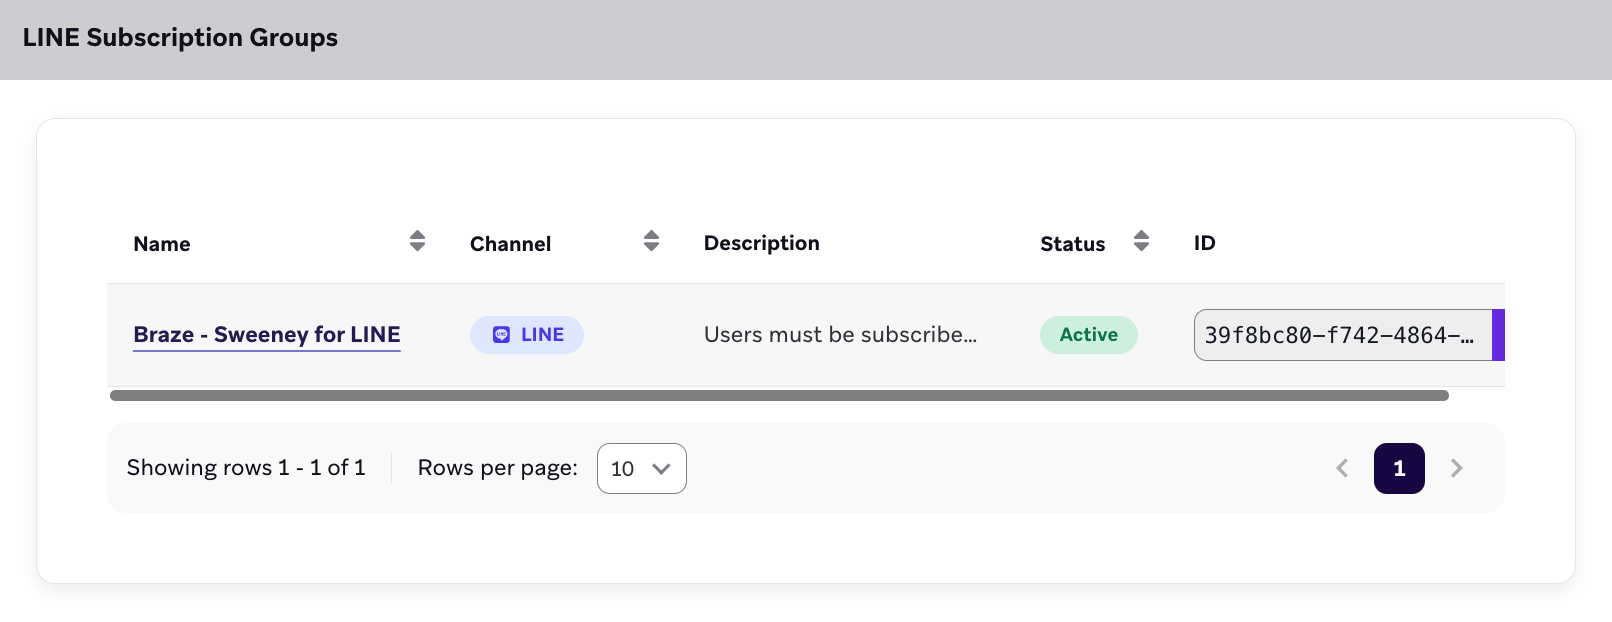 LINE Subscription Groups
Name Channel Description Status ID
Braze - Sweeney for LINE LINE Users must be subscribe... Active 39f8bc80-f742-4864-...
Showing rows 1 - 1 of 1 Rows per page: 10 1